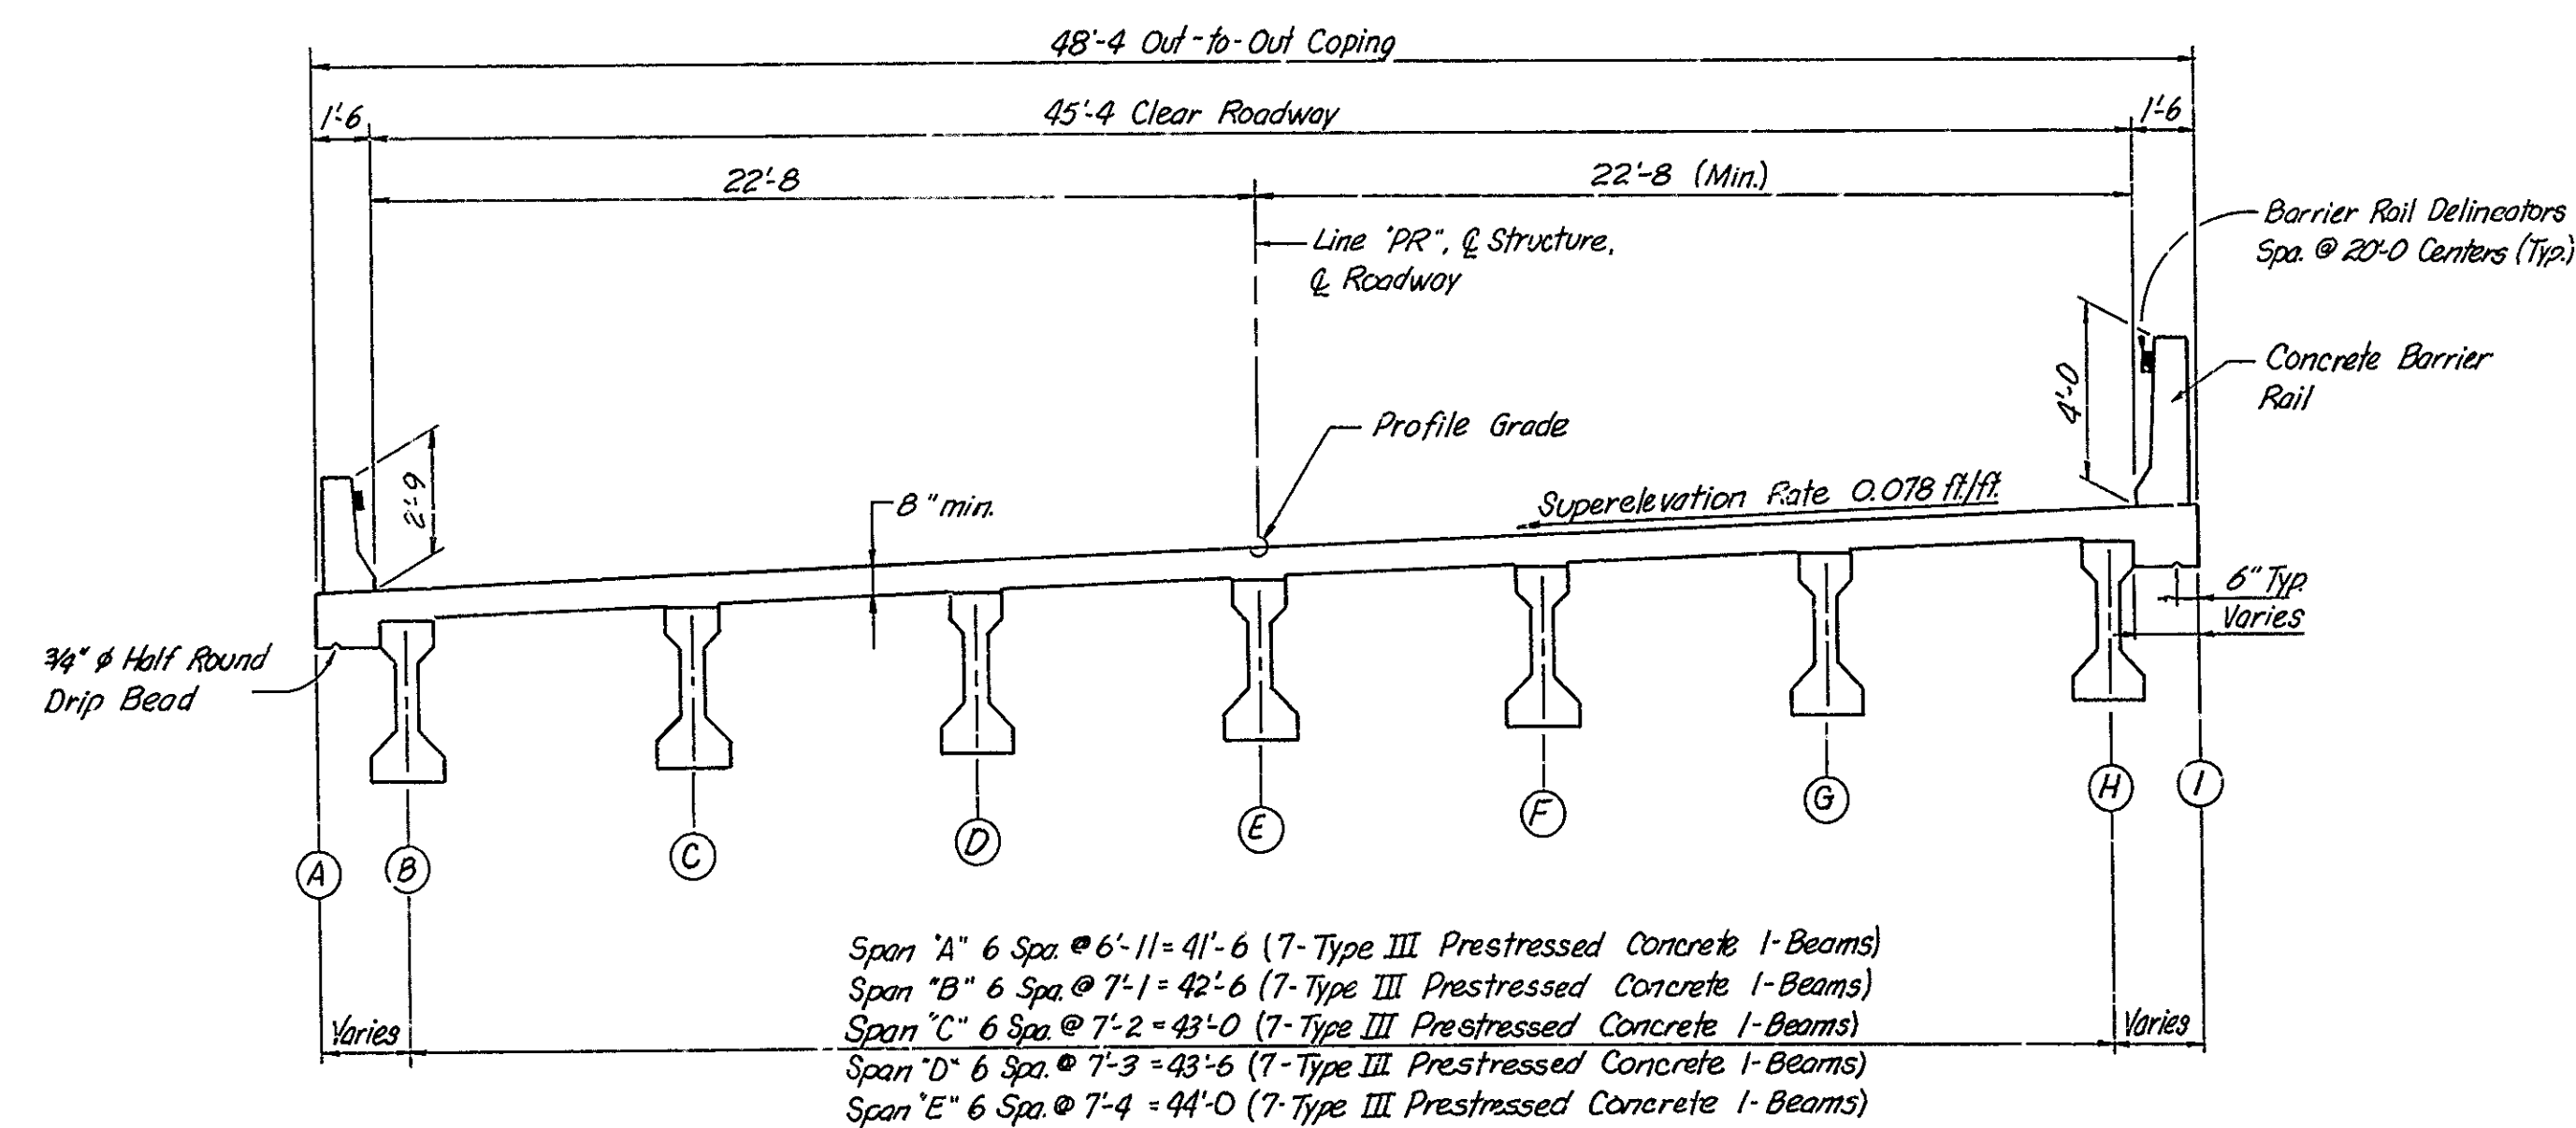 48'-4 Out-to-Out Coping
1'-6
45'-4 Clear Roadway
1'-6
22'-8
22'-8 (Min.)
Line "PR", ℄ Structure,
℄ Roadway
Barrier Rail Delineators
Spa. @ 20'-0 Centers (Typ.)
4'-0
Concrete Barrier
Rail
Profile Grade
2'-9
8" min.
Superelevation Rate 0.078 ft./ft.
6" Typ.
Varies
3/4" ⌀ Half Round
Drip Bead
A
B
C
D
E
F
G
H
I
Span "A" 6 Spa. @ 6'-11 = 41'-6 (7-Type III Prestressed Concrete I-Beams)
Span "B" 6 Spa. @ 7'-1 = 42'-6 (7-Type III Prestressed Concrete I-Beams)
Span "C" 6 Spa. @ 7'-2 = 43'-0 (7-Type III Prestressed Concrete I-Beams)
Varies
Varies
Span "D" 6 Spa. @ 7'-3 = 43'-6 (7-Type III Prestressed Concrete I-Beams)
Span "E" 6 Spa. @ 7'-4 = 44'-0 (7-Type III Prestressed Concrete I-Beams)